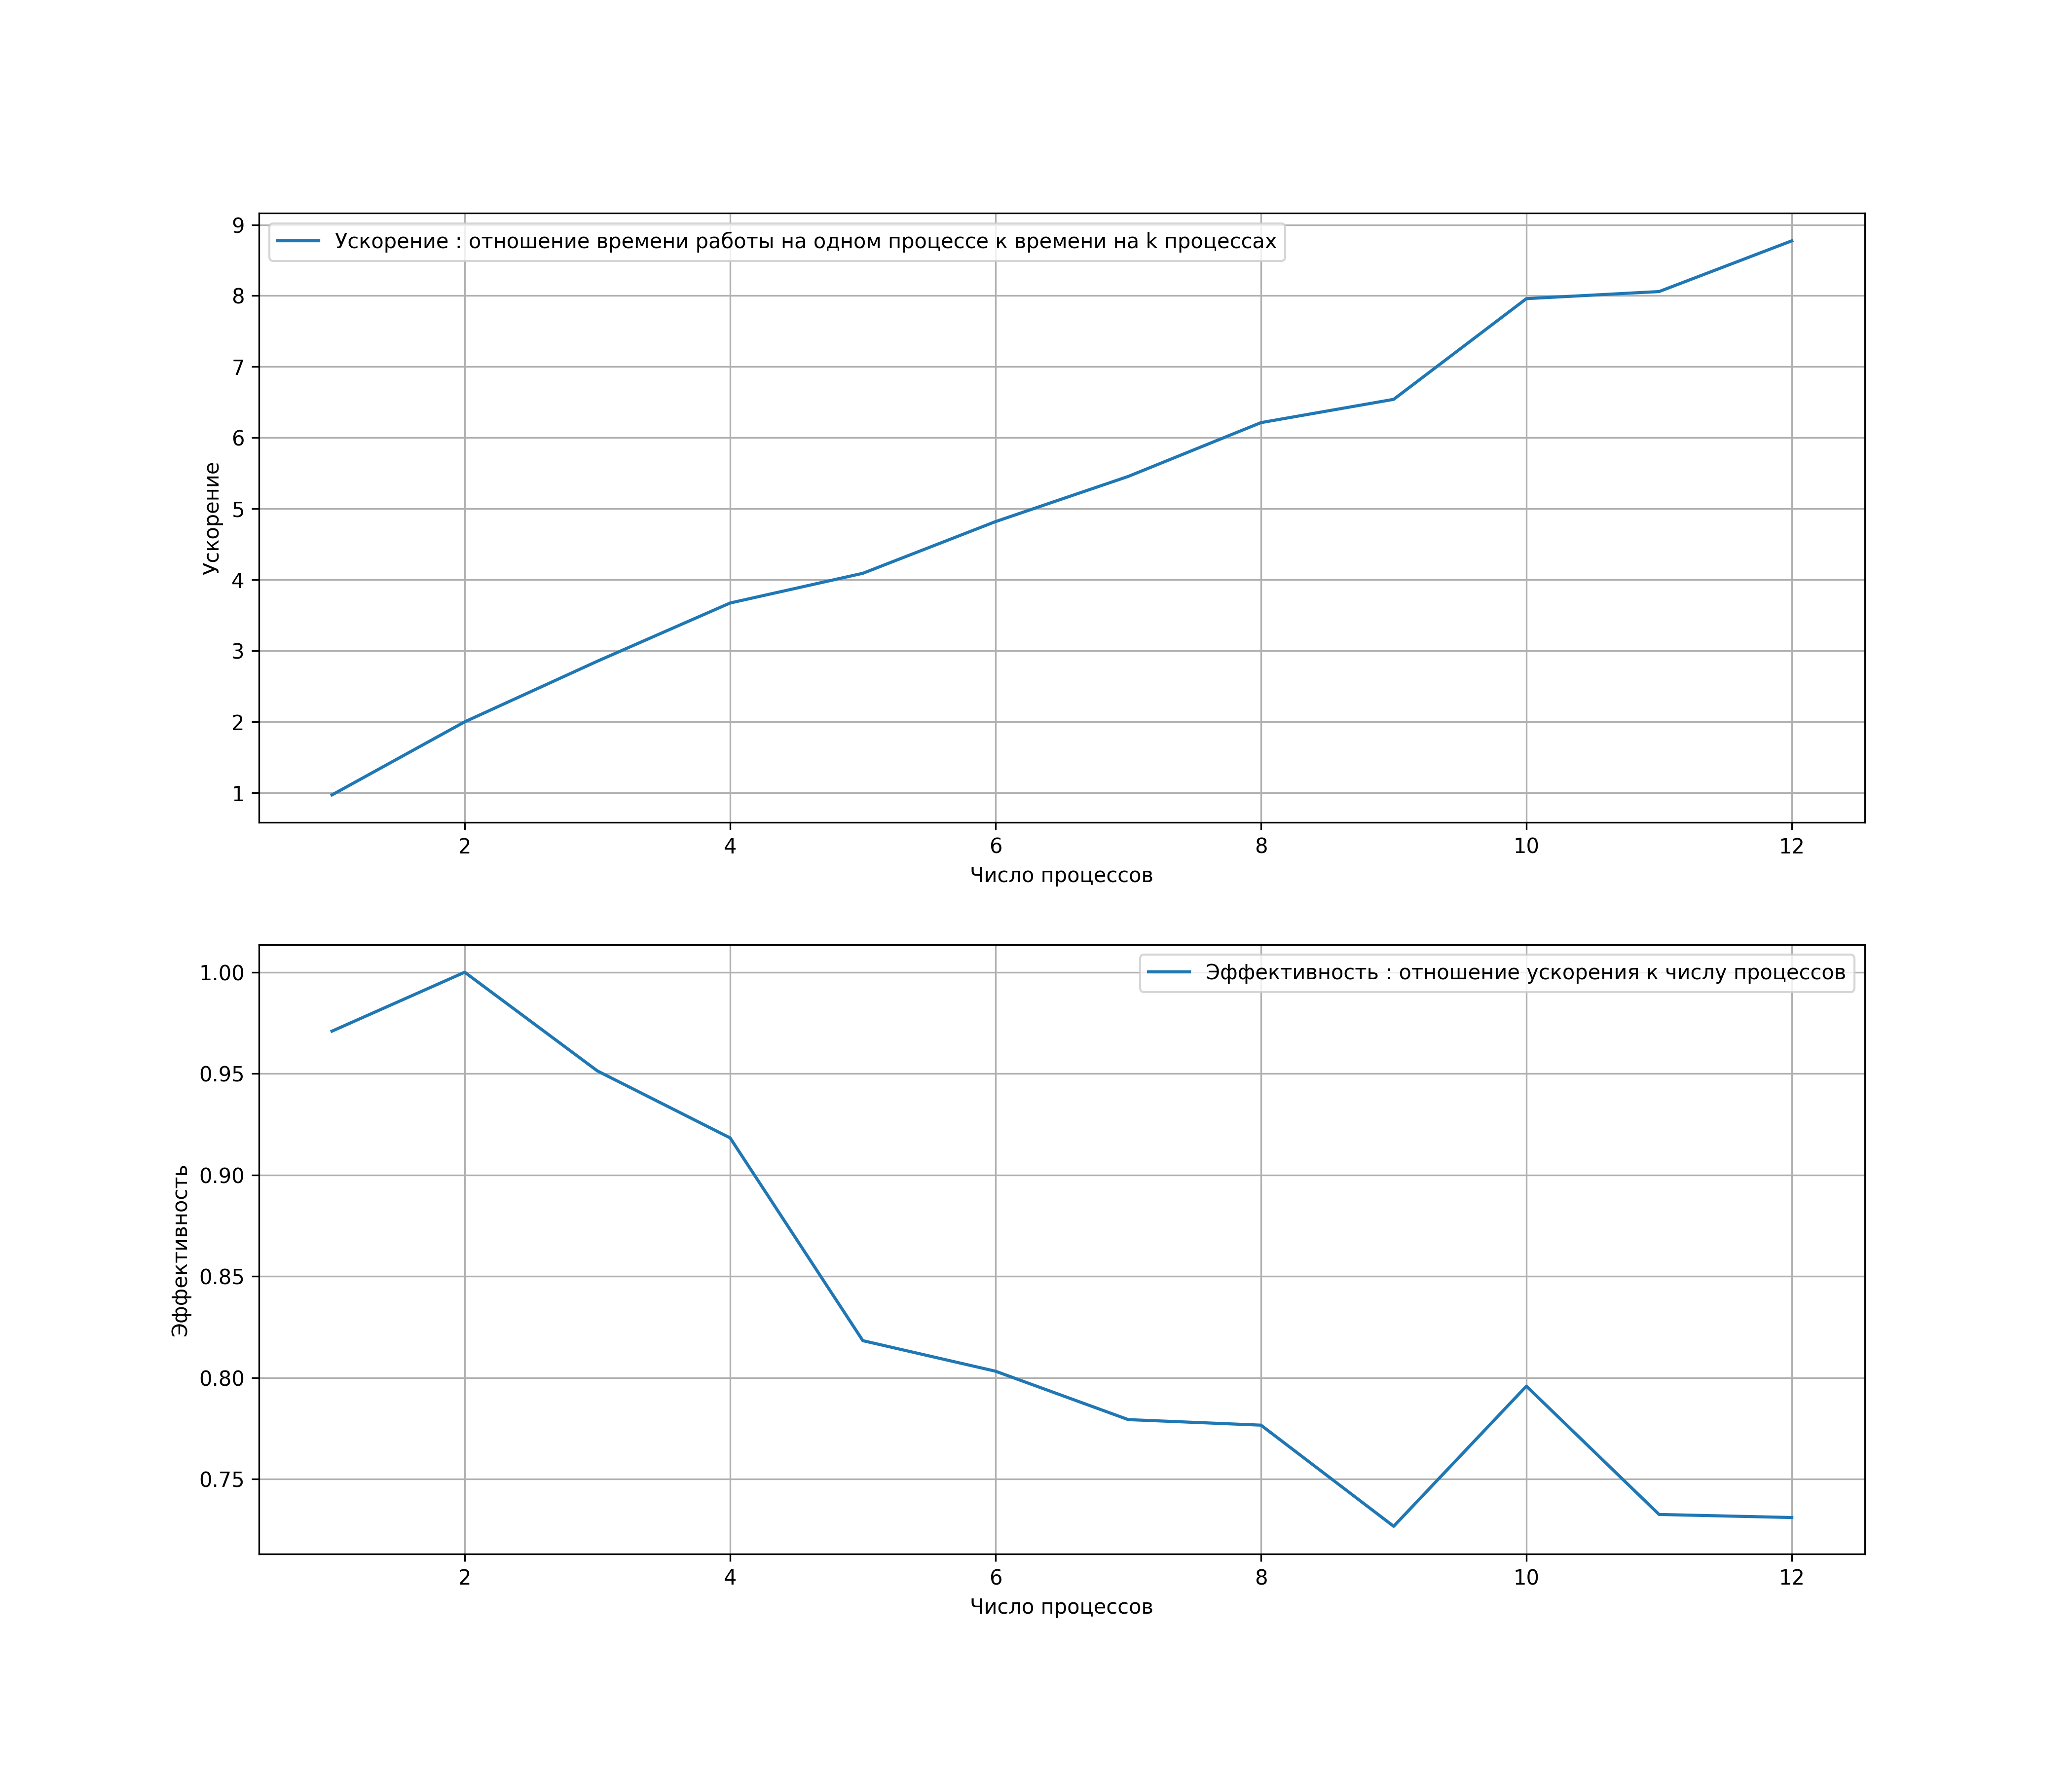 9
Ускорение : отношение времени работы на одном процессе к времени на k процессах
8
7
6
5
4
3
2
1
Ускорение
2 4 6 8 10 12
Число процессов
1.00
Эффективность : отношение ускорения к числу процессов
0.95
0.90
0.85
0.80
0.75
Эффективность
2 4 6 8 10 12
Число процессов